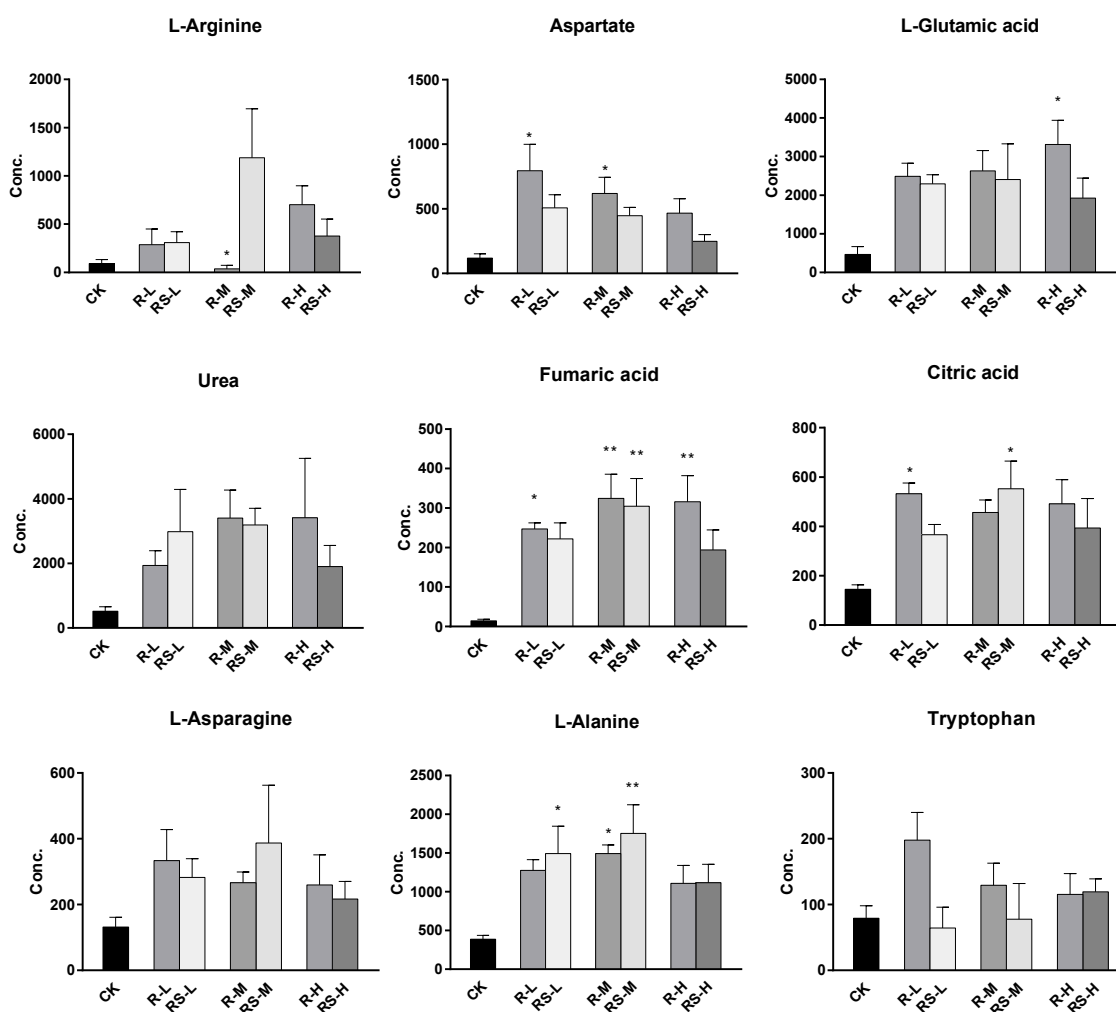 L-Arginine
Conc.
2000
1500
1000
500
0
*
CK
R-L
RS-L
R-M
RS-M
R-H
RS-H
Aspartate
Conc.
1500
1000
500
0
*
*
CK
R-L
RS-L
R-M
RS-M
R-H
RS-H
L-Glutamic acid
Conc.
5000
4000
3000
2000
1000
0
*
CK
R-L
RS-L
R-M
RS-M
R-H
RS-H
Urea
Conc.
6000
4000
2000
0
CK
R-L
RS-L
R-M
RS-M
R-H
RS-H
Fumaric acid
Conc.
500
400
300
200
100
0
*
**
**
**
CK
R-L
RS-L
R-M
RS-M
R-H
RS-H
Citric acid
Conc.
800
600
400
200
0
*
*
CK
R-L
RS-L
R-M
RS-M
R-H
RS-H
L-Asparagine
Conc.
600
400
200
0
CK
R-L
RS-L
R-M
RS-M
R-H
RS-H
L-Alanine
Conc.
2500
2000
1500
1000
500
0
*
*
**
CK
R-L
RS-L
R-M
RS-M
R-H
RS-H
Tryptophan
Conc.
300
200
100
0
CK
R-L
RS-L
R-M
RS-M
R-H
RS-H